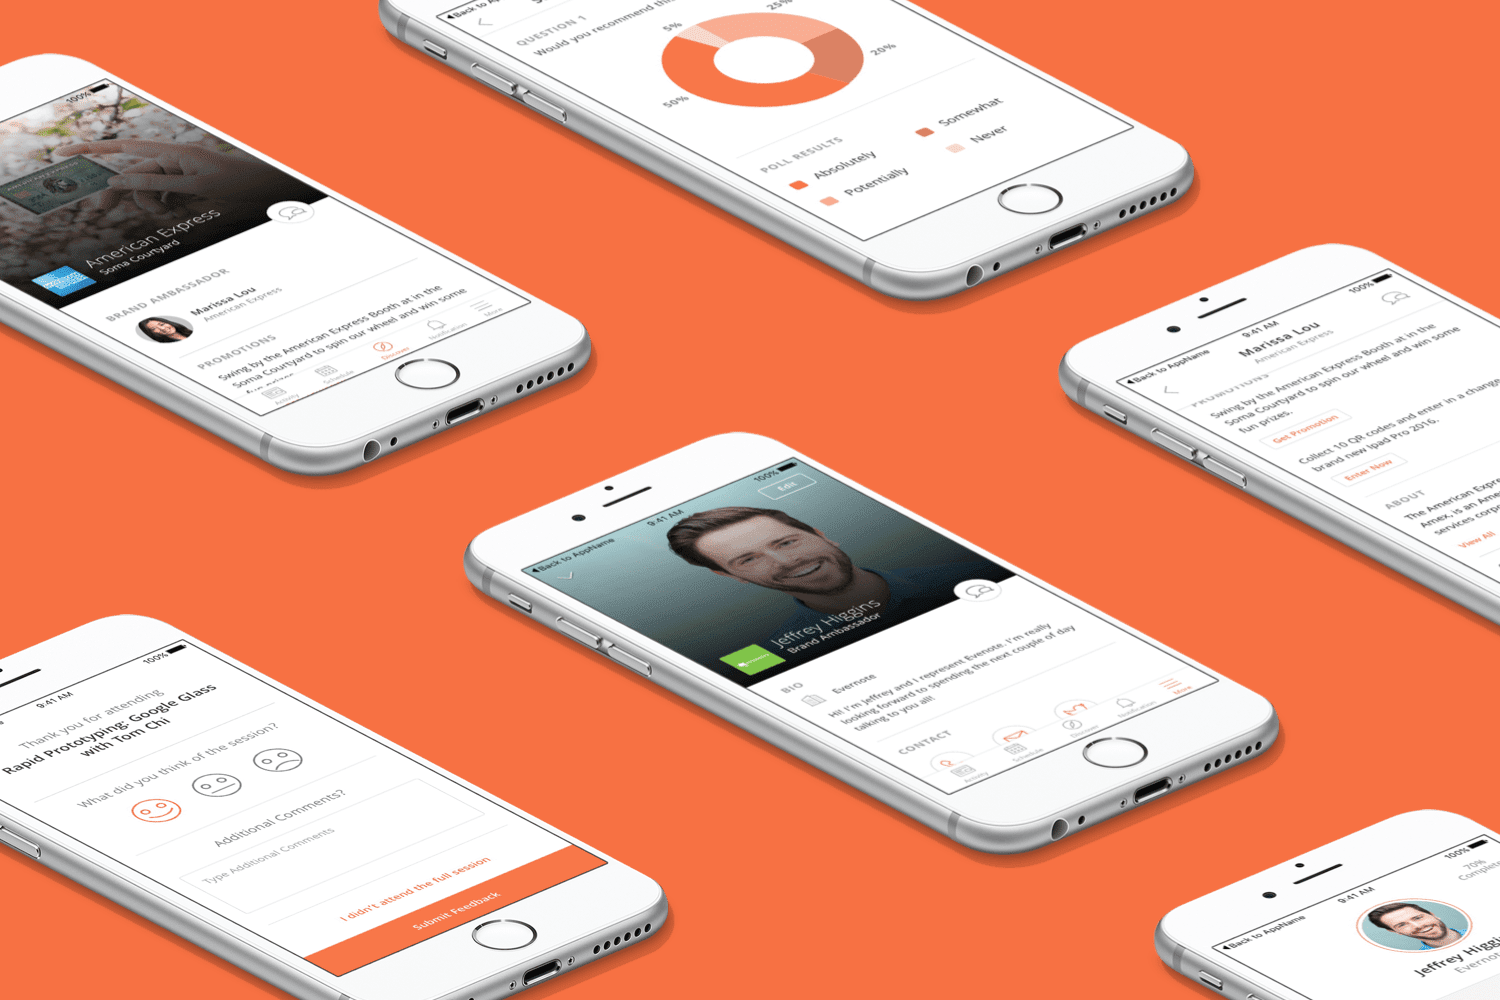 100%
American Express
Soma Courtyard
BRAND AMBASSADOR
Marissa Lou
American Express
PROMOTIONS
Swing by the American Express Booth at in the
Soma Courtyard to spin our wheel and win some
Activity
Schedule
Discover
Notification
More
Back to AppName
QUESTION 1
Would you recommend this
5%
25%
20%
50%
POLL RESULTS
Absolutely
Somewhat
Potentially
Never
Back to AppName
9:41 AM
100%
Marissa Lou
American Express
PROMOTIONS
Swing by the American Express Booth at in the
Soma Courtyard to spin our wheel and win some
fun prizes.
Get Promotion
Collect 10 QR codes and enter in a change
brand new Ipad Pro 2016.
Enter Now
ABOUT
The American Expre
Amex, is an Ame
services corpo
View All
Back to AppName
9:41 AM
100%
Edit
Jeffrey Higgins
Brand Ambassador
BIO
Evernote
Hi! I'm Jeffrey and I represent Evenote. I'm really
looking forward to spending the next couple of day
talking to you all!
CONTACT
Activity
Schedule
Discover
Notification
More
9:41 AM
100%
Thank you for attending
Rapid Prototyping: Google Glass
with Tom Chi
What did you think of the session?
Additional Comments?
Type Additional Comments
I didn't attend the full session
Submit Feedback
Back to AppName
9:41 AM
100%
70%
Complete
Jeffrey Higgi
Evernot